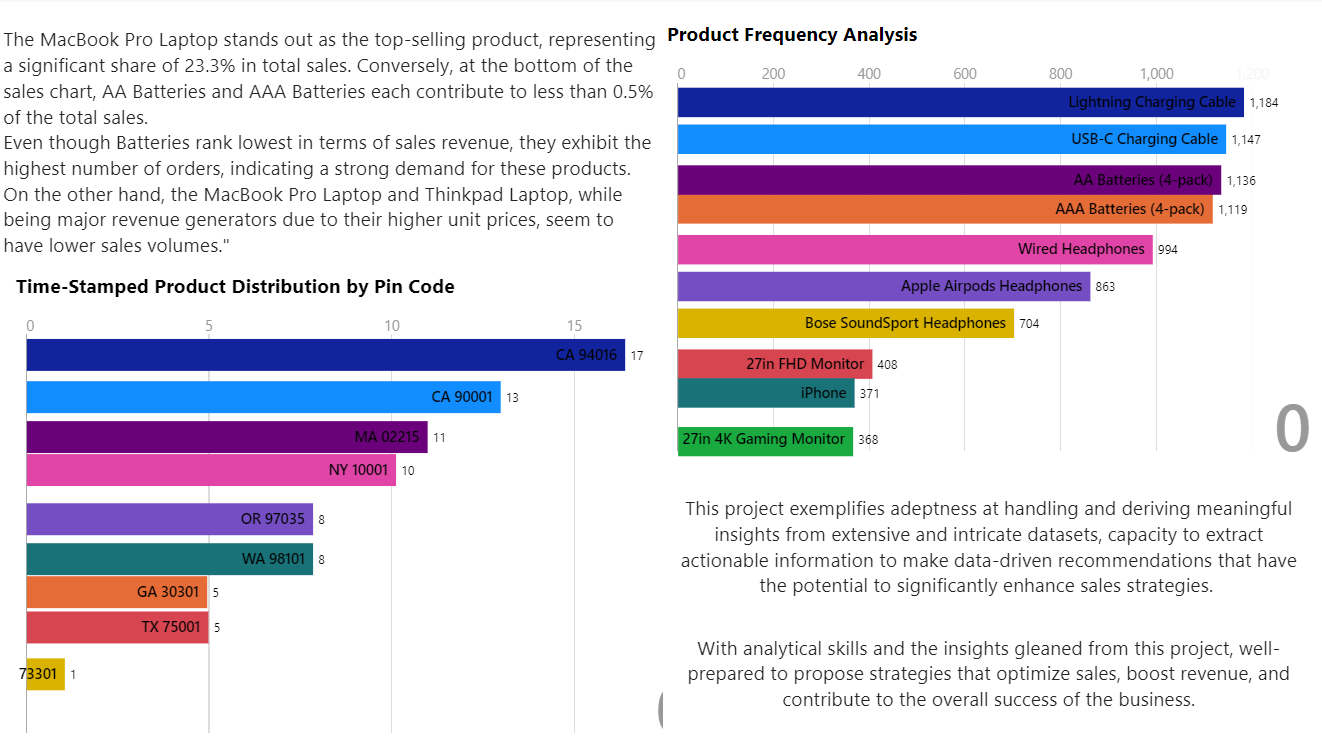 The MacBook Pro Laptop stands out as the top-selling product, representing
a significant share of 23.3% in total sales. Conversely, at the bottom of the
sales chart, AA Batteries and AAA Batteries each contribute to less than 0.5%
of the total sales.
Even though Batteries rank lowest in terms of sales revenue, they exhibit the
highest number of orders, indicating a strong demand for these products.
On the other hand, the MacBook Pro Laptop and Thinkpad Laptop, while
being major revenue generators due to their higher unit prices, seem to
have lower sales volumes."
Time-Stamped Product Distribution by Pin Code
0 5 10 15
CA 94016 17
CA 90001 13
MA 02215 11
NY 10001 10
OR 97035 8
WA 98101 8
GA 30301 5
TX 75001 5
73301 1
Product Frequency Analysis
0 200 400 600 800 1,000 1,200
Lightning Charging Cable 1,184
USB-C Charging Cable 1,147
AA Batteries (4-pack) 1,136
AAA Batteries (4-pack) 1,119
Wired Headphones 994
Apple Airpods Headphones 863
Bose SoundSport Headphones 704
27in FHD Monitor 408
iPhone 371
27in 4K Gaming Monitor 368
0
This project exemplifies adeptness at handling and deriving meaningful
insights from extensive and intricate datasets, capacity to extract
actionable information to make data-driven recommendations that have
the potential to significantly enhance sales strategies.
With analytical skills and the insights gleaned from this project, well-
prepared to propose strategies that optimize sales, boost revenue, and
contribute to the overall success of the business.